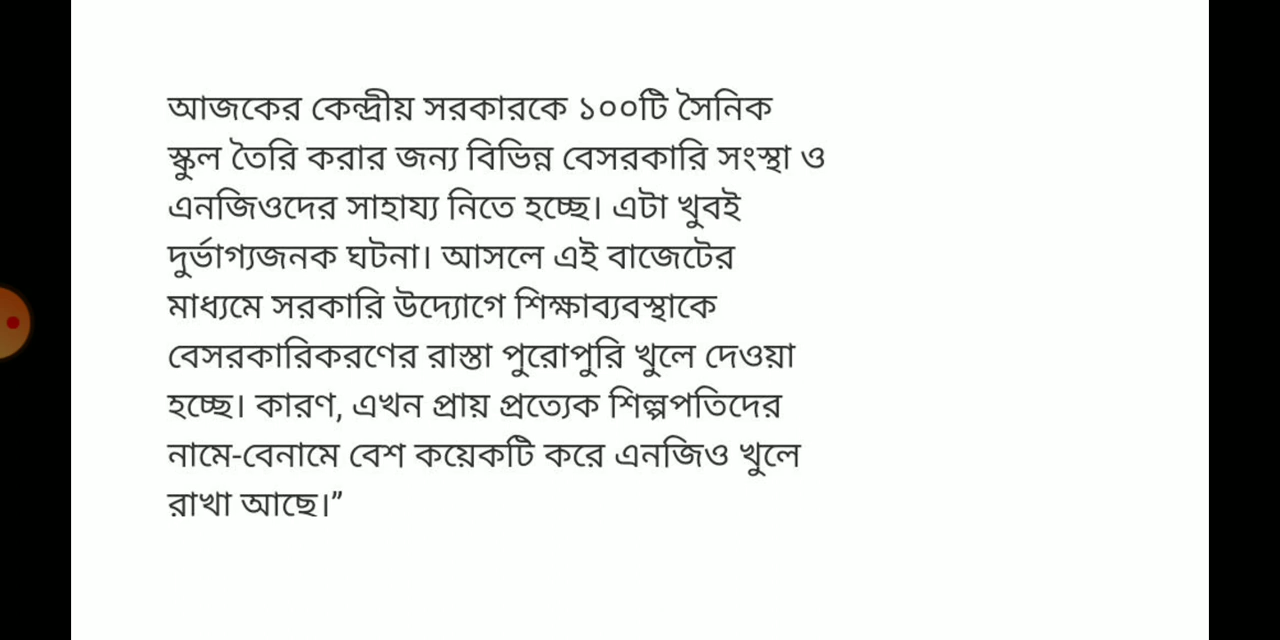 আজকের কেন্দ্রীয় সরকারকে ১০০টি সৈনিক
স্কুল তৈরি করার জন্য বিভিন্ন বেসরকারি সংস্থা ও
এনজিওদের সাহায্য নিতে হচ্ছে। এটা খুবই
দুর্ভাগ্যজনক ঘটনা। আসলে এই বাজেটের
মাধ্যমে সরকারি উদ্যোগে শিক্ষাব্যবস্থাকে
বেসরকারিকরণের রাস্তা পুরোপুরি খুলে দেওয়া
হচ্ছে। কারণ, এখন প্রায় প্রত্যেক শিল্পপতিদের
নামে-বেনামে বেশ কয়েকটি করে এনজিও খুলে
রাখা আছে।”